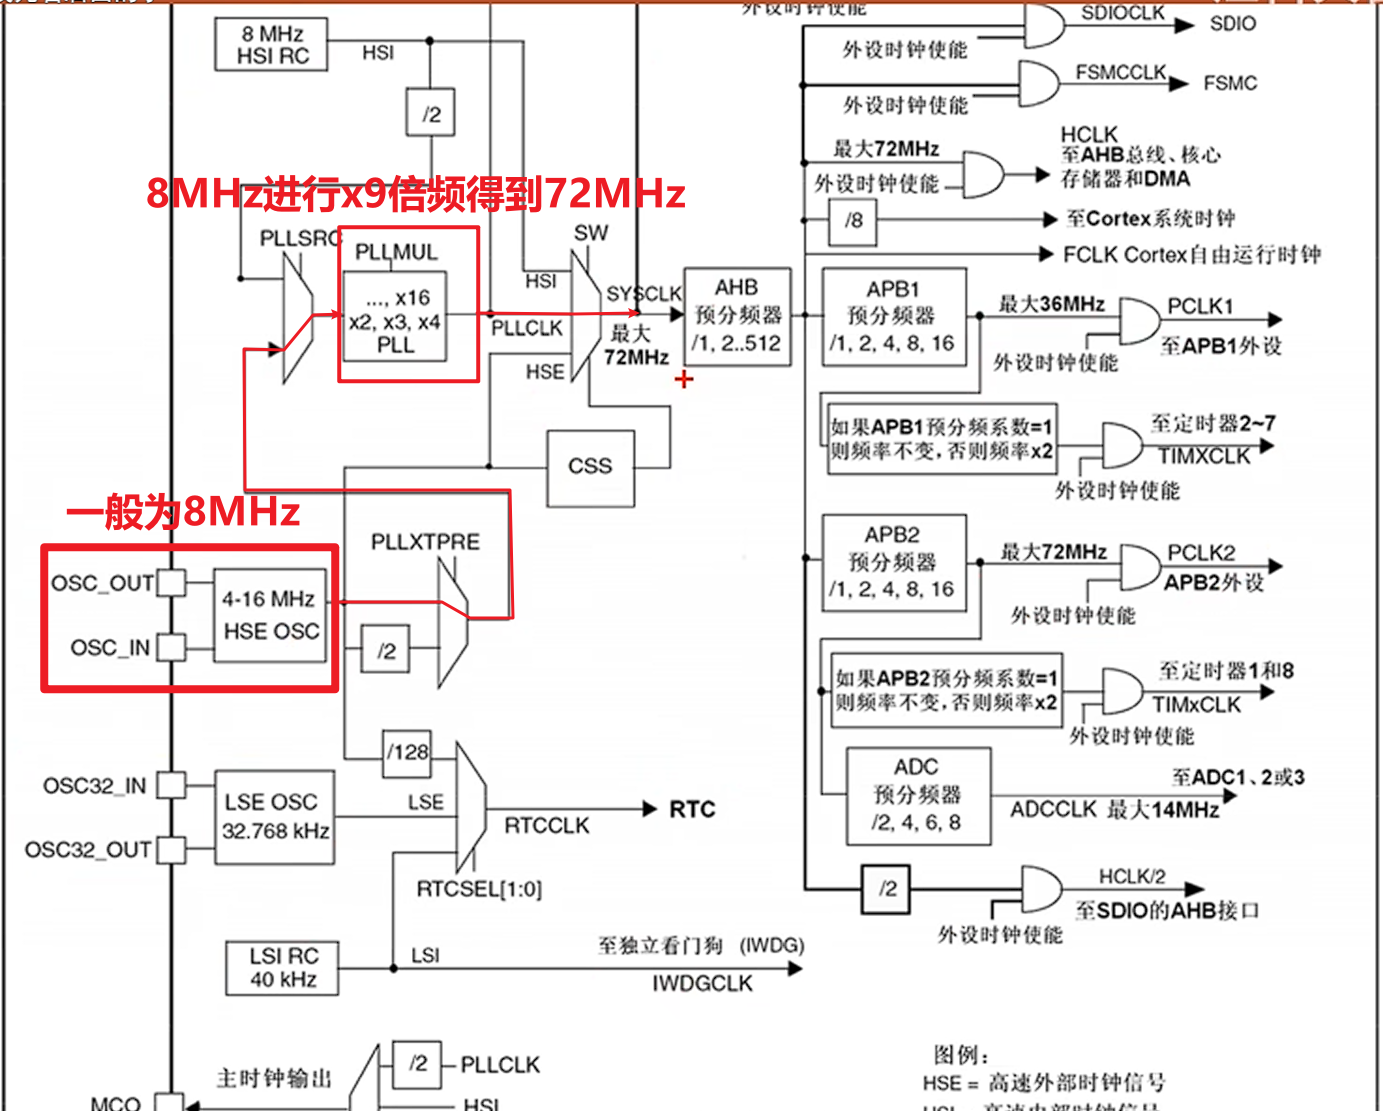 外设时钟使能
SDIOCLK
SDIO
外设时钟使能
8 MHz
HSI RC
HSI
FSMCCLK
FSMC
外设时钟使能
/2
最大72MHz
HCLK
至AHB总线、核心
存储器和DMA
外设时钟使能
8MHz进行x9倍频得到72MHz
/8
至Cortex系统时钟
FCLK Cortex自由运行时钟
PLLSRC
PLLMUL
..., x16
x2, x3, x4
PLL
SW
HSI
PLLCLK
HSE
SYSCLK
最大
72MHz
AHB
预分频器
/1, 2..512
APB1
预分频器
/1, 2, 4, 8, 16
最大36MHz
PCLK1
至APB1外设
外设时钟使能
如果APB1预分频系数=1
则频率不变,否则频率x2
至定时器2~7
TIMXCLK
外设时钟使能
CSS
一般为8MHz
PLLXTPRE
OSC_OUT
OSC_IN
4-16 MHz
HSE OSC
/2
APB2
预分频器
/1, 2, 4, 8, 16
最大72MHz
PCLK2
APB2外设
外设时钟使能
如果APB2预分频系数=1
则频率不变,否则频率x2
至定时器1和8
TIMxCLK
外设时钟使能
/128
OSC32_IN
OSC32_OUT
LSE OSC
32.768 kHz
LSE
RTCCLK
RTC
RTCSEL[1:0]
ADC
预分频器
/2, 4, 6, 8
至ADC1、2或3
ADCCLK 最大14MHz
/2
HCLK/2
至SDIO的AHB接口
外设时钟使能
LSI RC
40 kHz
LSI
至独立看门狗 (IWDG)
IWDGCLK
主时钟输出
MCO
/2
PLLCLK
HSI
图例:
HSE = 高速外部时钟信号
HSI = 高速内部时钟信号